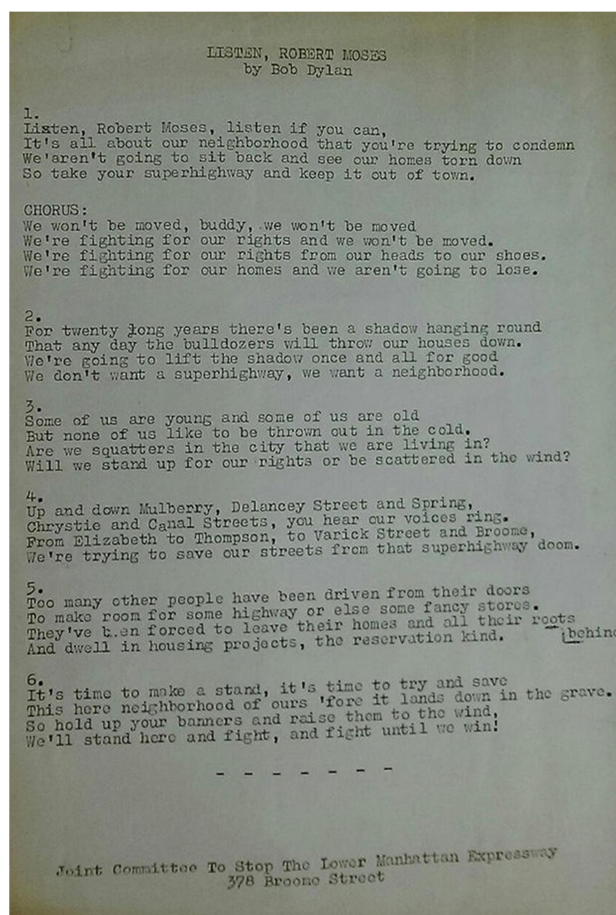 LISTEN, ROBERT MOSES
by Bob Dylan
1.
Listen, Robert Moses, listen if you can,
It's all about our neighborhood that you're trying to condemn
We'aren't going to sit back and see our homes torn down
So take your superhighway and keep it out of town.
CHORUS:
We won't be moved, buddy, we won't be moved
We're fighting for our rights and we won't be moved.
We're fighting for our rights from our heads to our shoes.
We're fighting for our homes and we aren't going to lose.
2.
For twenty long years there's been a shadow hanging round
That any day the bulldozers will throw our houses down.
We're going to lift the shadow once and all for good
We don't want a superhighway, we want a neighborhood.
3.
Some of us are young and some of us are old
But none of us like to be thrown out in the cold.
Are we squatters in the city that we are living in?
Will we stand up for our rights or be scattered in the wind?
4.
Up and down Mulberry, Delancey Street and Spring,
Chrystie and Canal Streets, you hear our voices ring.
From Elizabeth to Thompson, to Varick Street and Broome,
We're trying to save our streets from that superhighway doom.
5.
Too many other people have been driven from their doors
To make room for some highway or else some fancy stores.
They've been forced to leave their homes and all their roots
(behind
And dwell in housing projects, the reservation kind.
6.
It's time to make a stand, it's time to try and save
This here neighborhood of ours 'fore it lands down in the grave.
So hold up your banners and raise them to the wind,
We'll stand here and fight, and fight until we win!
- - - - - - -
Joint Committee To Stop The Lower Manhattan Expressway
378 Broome Street